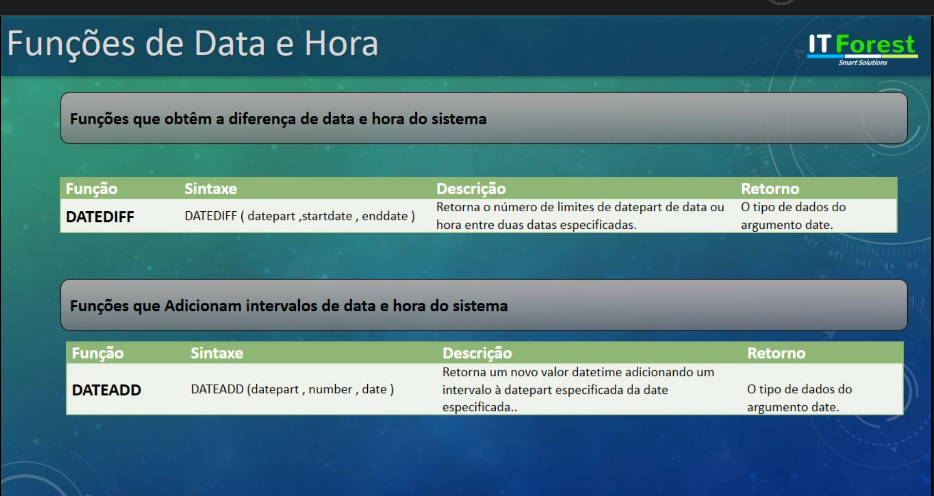 Funções de Data e Hora
IT Forest
Smart Solutions
Funções que obtêm a diferença de data e hora do sistema
Função Sintaxe Descrição Retorno
DATEDIFF DATEDIFF ( datepart ,startdate , enddate ) Retorna o número de limites de datepart de data ou O tipo de dados do
hora entre duas datas especificadas. argumento date.
Funções que Adicionam intervalos de data e hora do sistema
Função Sintaxe Descrição Retorno
Retorna um novo valor datetime adicionando um
DATEADD DATEADD (datepart , number , date ) intervalo à datepart especificada da date O tipo de dados do
especificada.. argumento date.